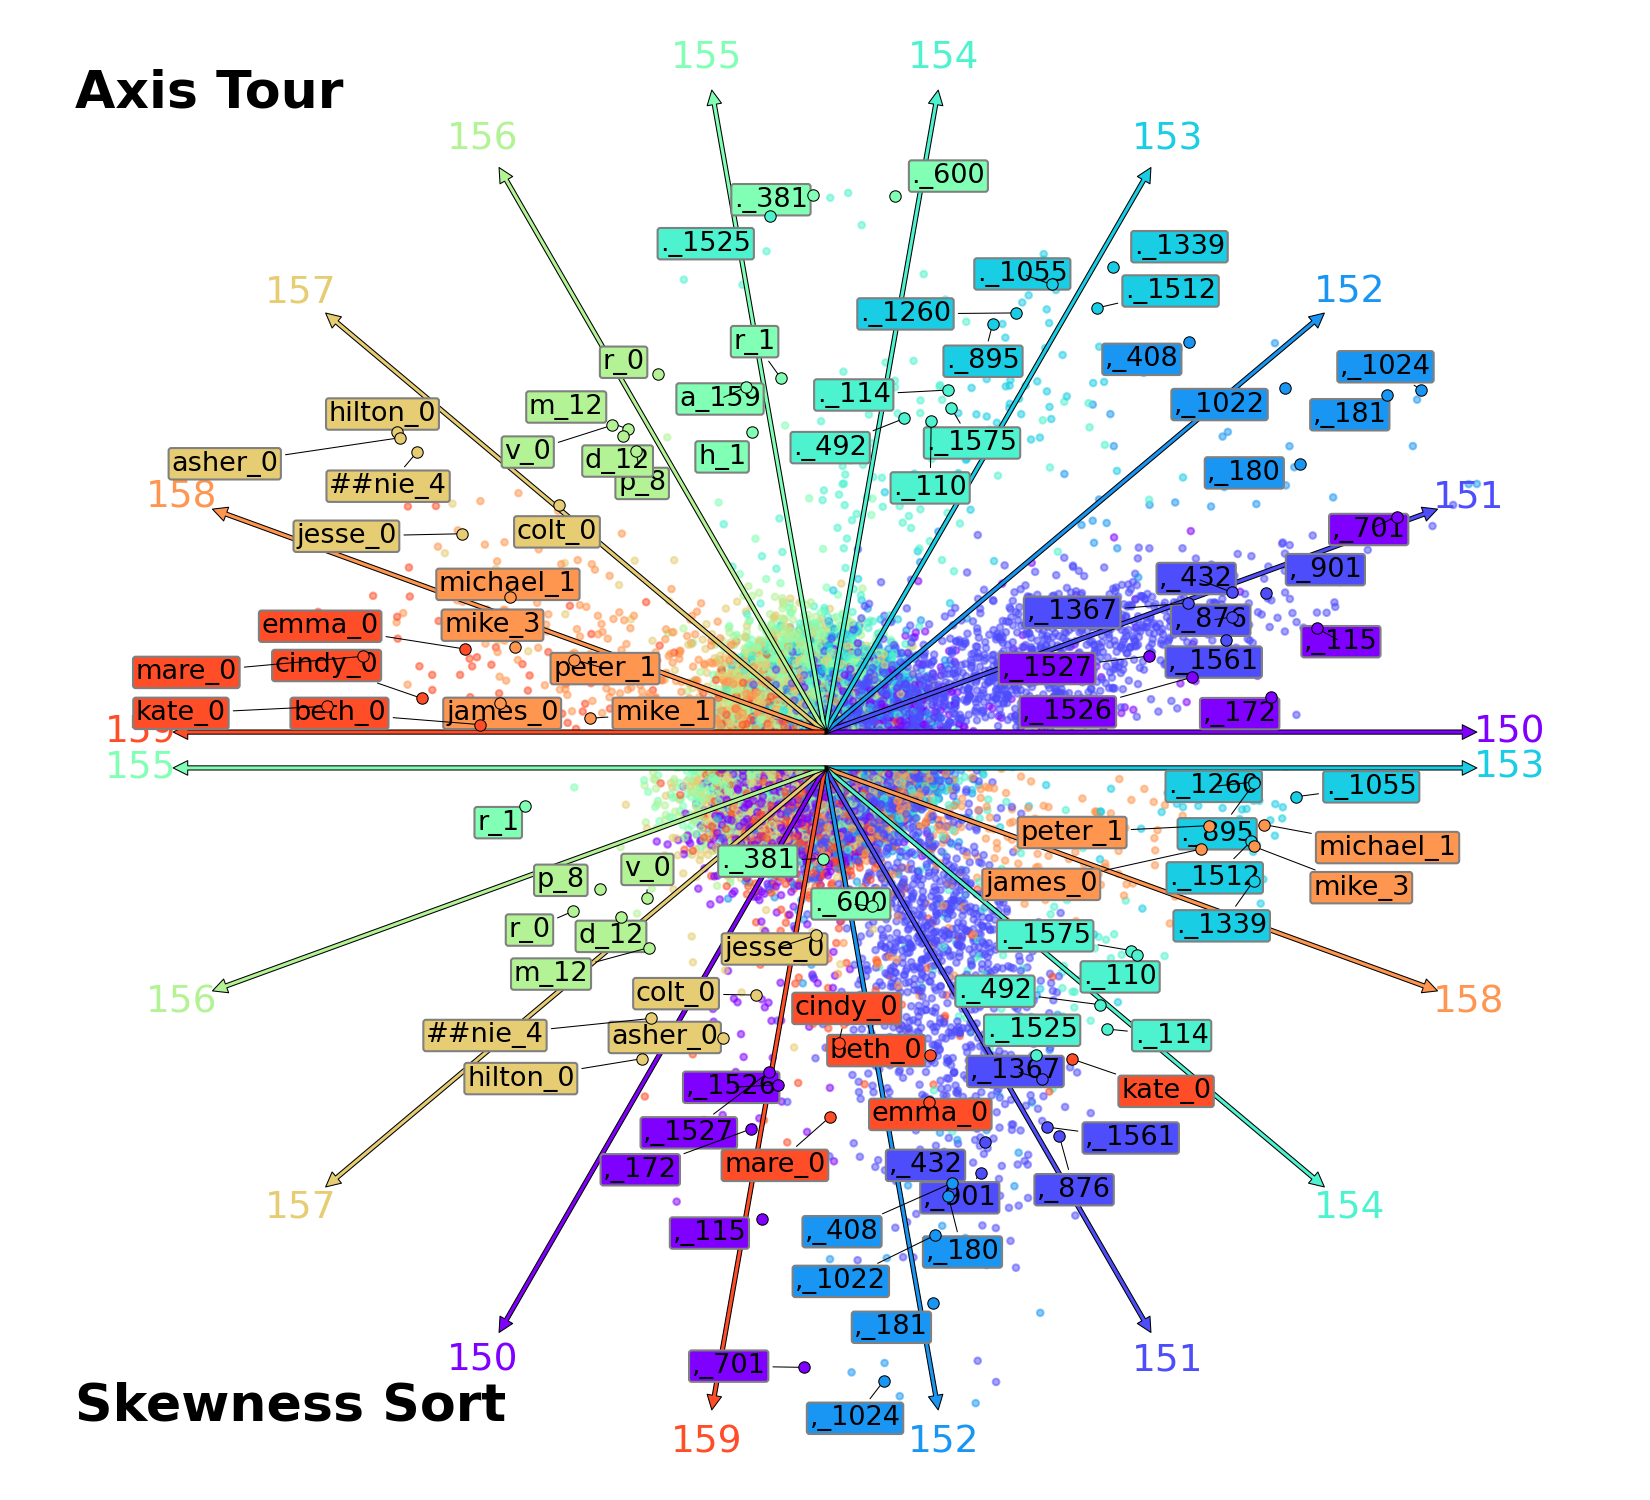 155
154
Axis Tour
156
153
._600
._381
._1525
._1339
._1055
._1512
157
152
._1260
r_1
._895
,_408
r_0
,_1024
a_159
._114
m_12
,_1022
hilton_0
,_181
v_0
h_1
._492
._1575
asher_0
d_12
p_8
##nie_4
._110
,_180
158
151
jesse_0
colt_0
,_701
michael_1
,_432
,_901
emma_0
mike_3
,_1367
,_876
,_115
mare_0
cindy_0
peter_1
,_1527
,_1561
kate_0
beth_0
james_0
mike_1
,_1526
,_172
159
150
155
153
._1260
._1055
r_1
peter_1
._895
michael_1
._381
p_8
v_0
james_0
._1512
mike_3
._600
r_0
d_12
._1575
._1339
jesse_0
m_12
._110
156
colt_0
cindy_0
._492
158
##nie_4
asher_0
beth_0
._1525
._114
hilton_0
,_1526
,_1367
kate_0
emma_0
,_1527
,_1561
,_172
mare_0
,_432
,_901
,_876
157
154
,_115
,_408
,_180
,_1022
,_181
150
,_701
151
Skewness Sort
,_1024
159
152